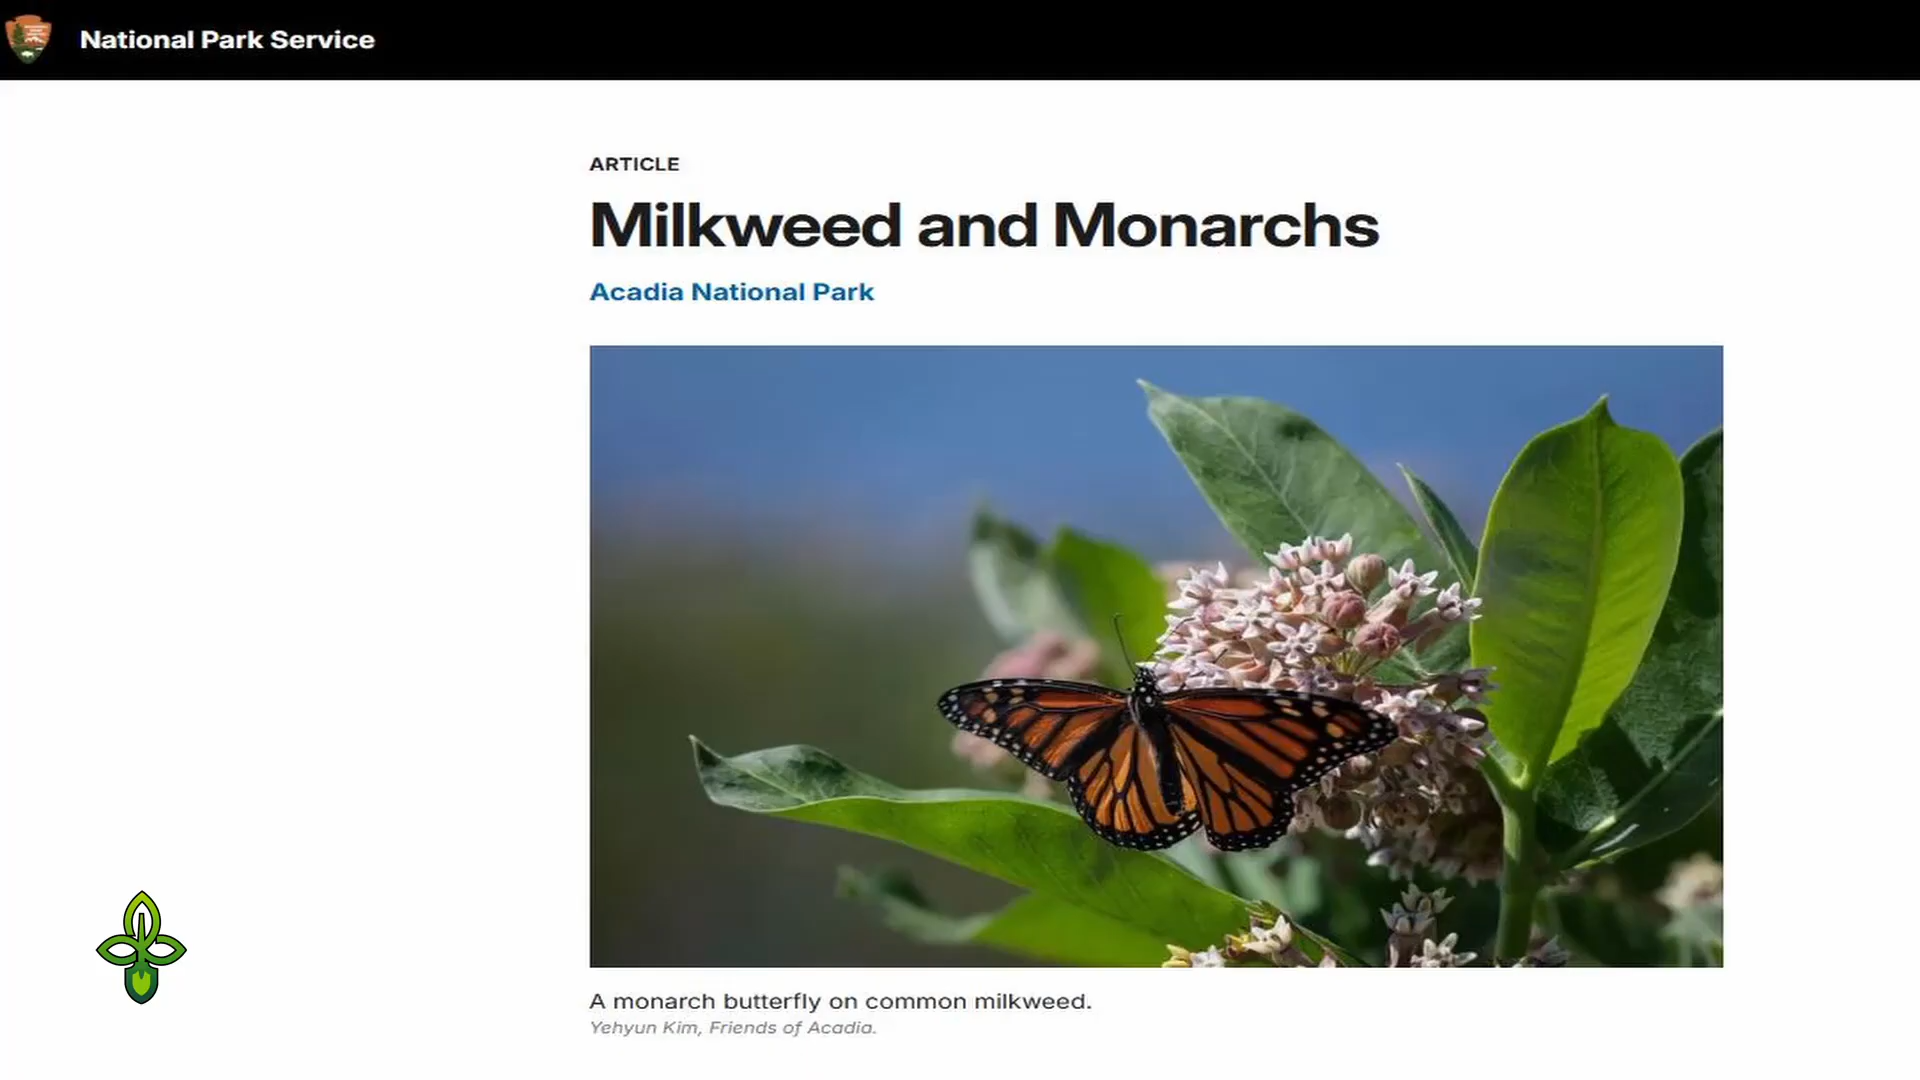 National Park Service
ARTICLE
Milkweed and Monarchs
Acadia National Park
A monarch butterfly on common milkweed.
Yehyun Kim, Friends of Acadia.